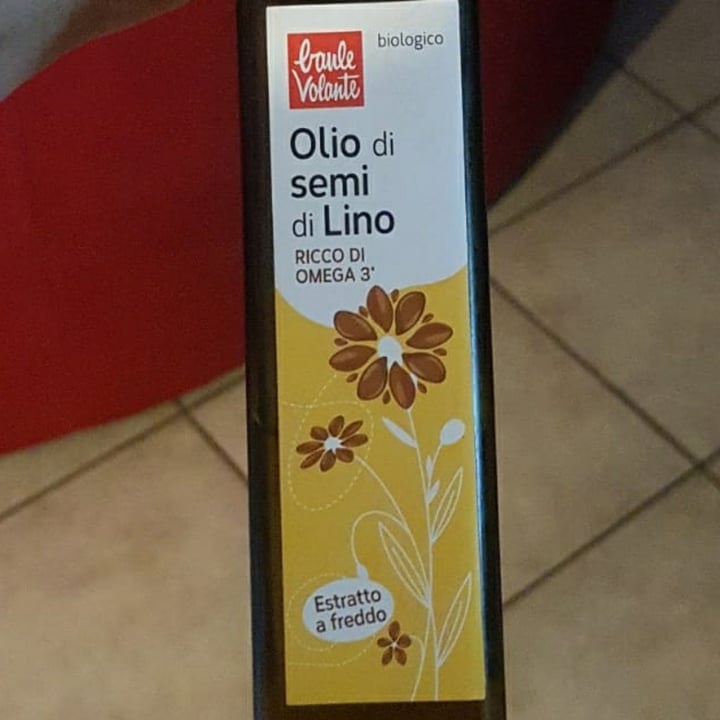 baule
Volante
biologico
Olio di
semi
di Lino
RICCO DI
OMEGA 3*
Estratto
a freddo